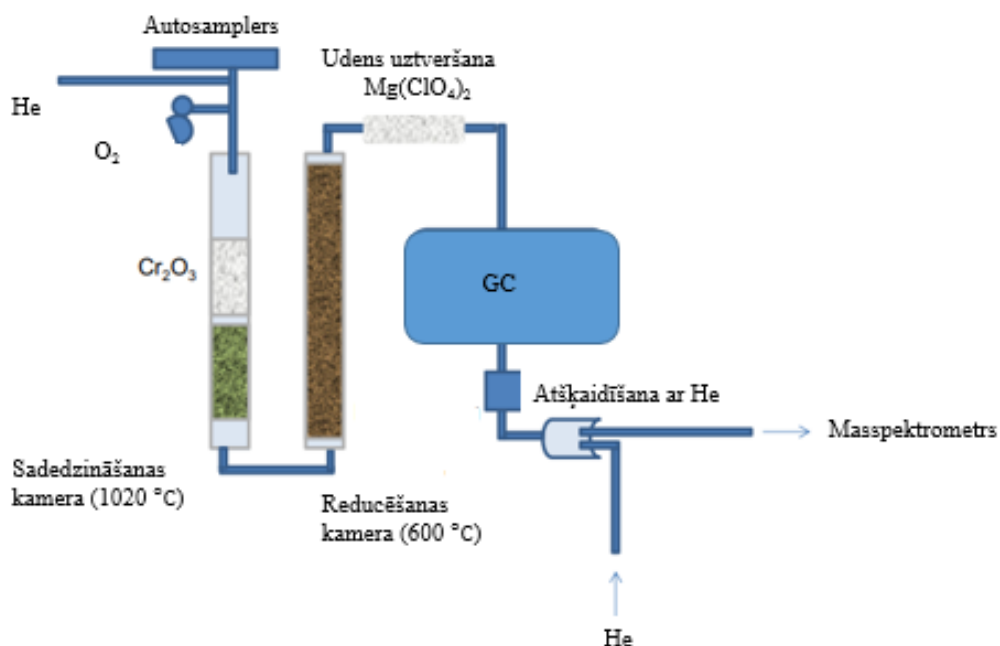 Autosamplers
Udens uztveršana
Mg(ClO₄)₂
He
O₂
Cr₂O₃
GC
Atšķaidīšana ar He
Masspektrometrs
Sadedzināšanas
kamera (1020 °C)
Reducēšanas
kamera (600 °C)
He